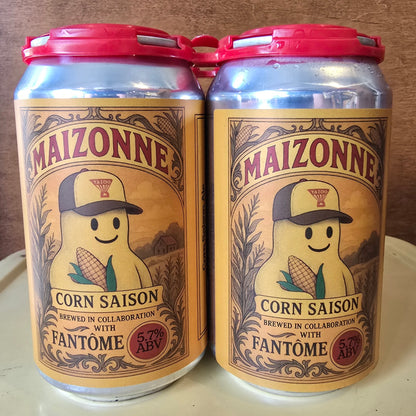 MAIZONNE
CORN SAISON
BREWED IN COLLABORATION
WITH
FANTÔME
5.7%
ABV
MAIZONNE
CORN SAISON
BREWED IN COLLABORATION
WITH
FANTÔME
5.7%
ABV